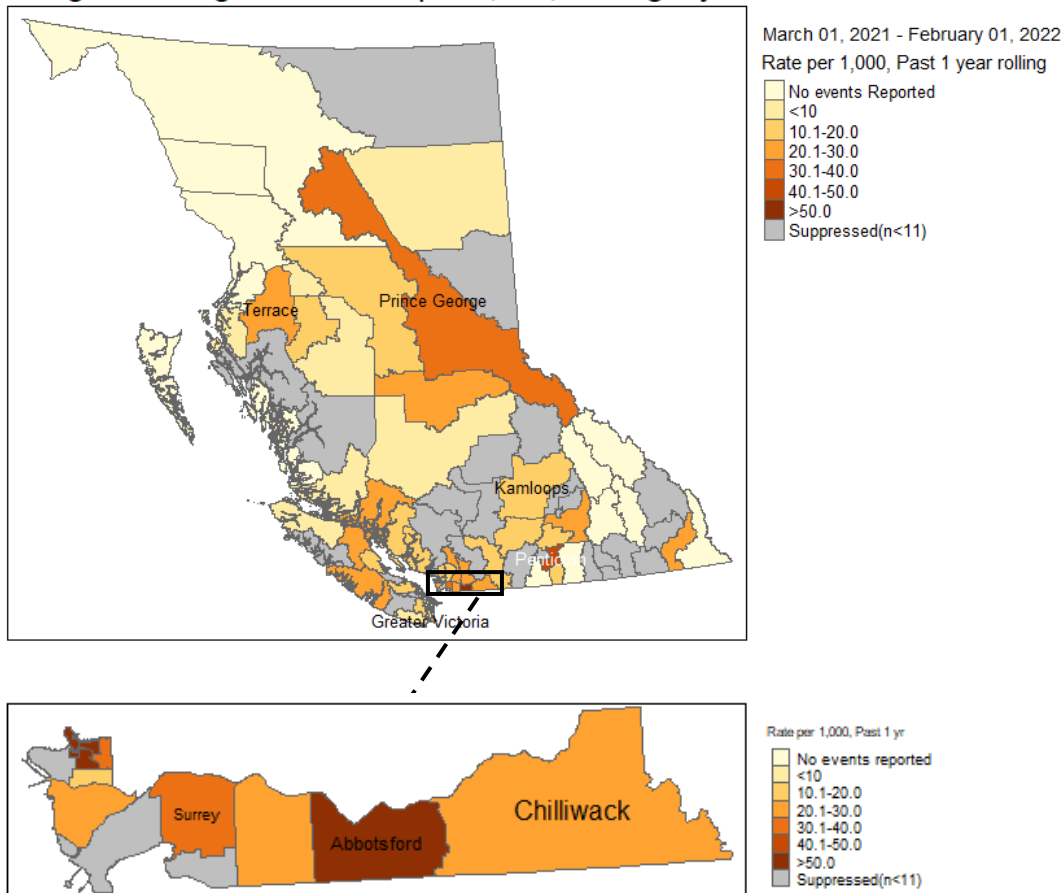 March 01, 2021 - February 01, 2022
Rate per 1,000, Past 1 year rolling
No events Reported
<10
10.1-20.0
20.1-30.0
30.1-40.0
40.1-50.0
>50.0
Suppressed(n<11)
Prince George
Terrace
Kamloops
Greater Victoria
Rate per 1,000, Past 1 yr
No events reported
<10
10.1-20.0
20.1-30.0
30.1-40.0
40.1-50.0
>50.0
Suppressed(n<11)
Chilliwack
Surrey
Abbotsford